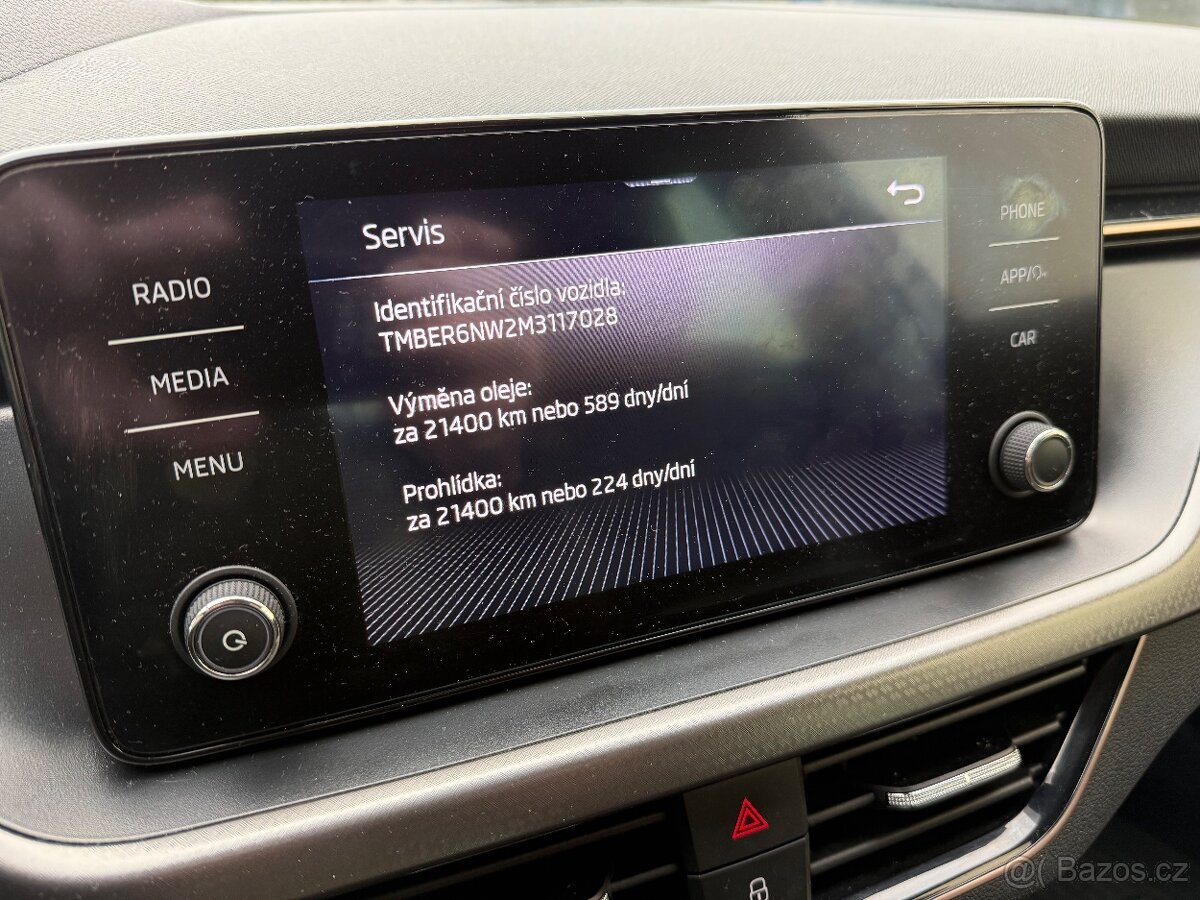 Servis
Identifikační číslo vozidla:
TMBER6NW2M3117028
Výměna oleje:
za 21400 km nebo 589 dny/dní
Prohlídka:
za 21400 km nebo 224 dny/dní
RADIO
MEDIA
MENU
PHONE
APP/
CAR
@( Bazos.cz